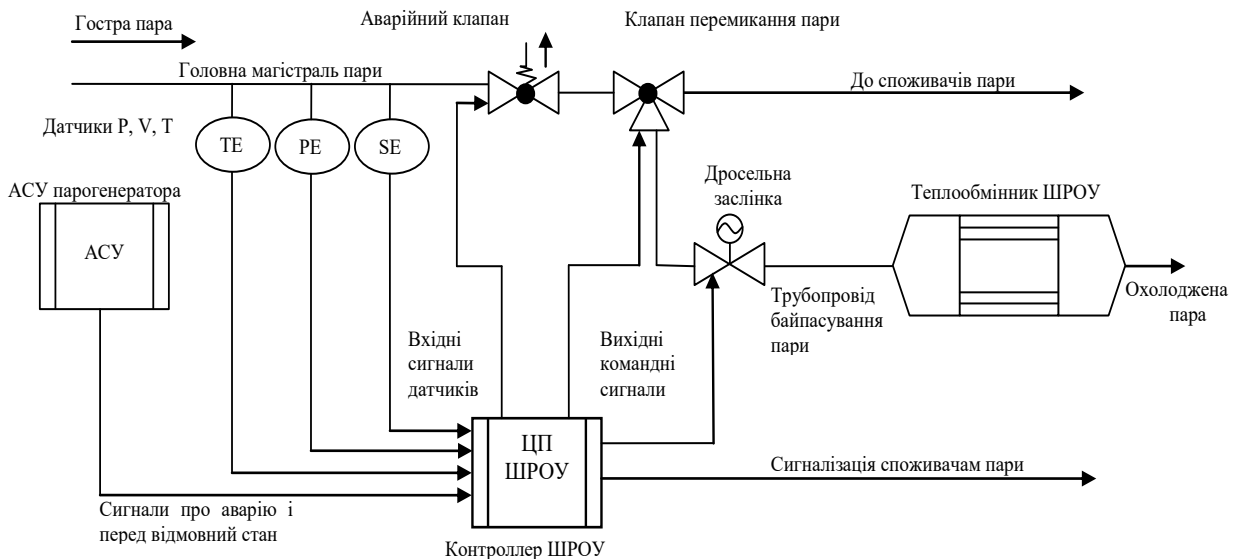 Гостра пара
Аварійний клапан
Клапан перемикання пари
Головна магістраль пари
До споживачів пари
Датчики P, V, T
TE
PE
SE
АСУ парогенератора
АСУ
Дросельна
заслінка
Теплообмінник ШРОУ
Трубопровід
байпасування
пари
Охолоджена
пара
Вхідні
сигнали
датчиків
Вихідні
командні
сигнали
ЦП
ШРОУ
Сигналізація споживачам пари
Сигнали про аварію і
перед відмовний стан
Контроллер ШРОУ